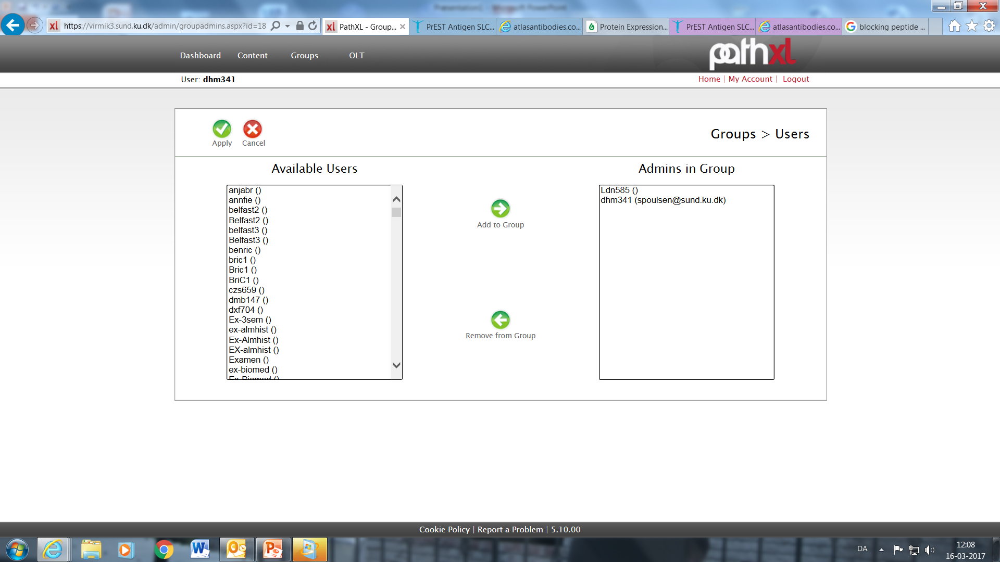 Presentation1 - Microsoft PowerPoint
https://virmik3.sund.ku.dk/admin/groupadmins.aspx?id=18
PathXL - Group...
PrEST Antigen SLC...
atlasantibodies.co...
Protein Expression...
PrEST Antigen SLC...
atlasantibodies.co...
blocking peptide ...
Dashboard
Content
Groups
OLT
pathxl
User: dhm341
Home | My Account | Logout
Apply
Cancel
Groups > Users
Available Users
anjabr ()
annfie ()
belfast2 ()
Belfast2 ()
belfast3 ()
Belfast3 ()
benric ()
bric1 ()
Bric1 ()
BriC1 ()
czs659 ()
dmb147 ()
dxf704 ()
Ex-3sem ()
ex-almhist ()
Ex-Almhist ()
EX-almhist ()
Examen ()
ex-biomed ()
Ex-Biomed ()
Add to Group
Remove from Group
Admins in Group
Ldn585 ()
dhm341 (spoulsen@sund.ku.dk)
Cookie Policy | Report a Problem | 5.10.00
DA
12:08
16-03-2017